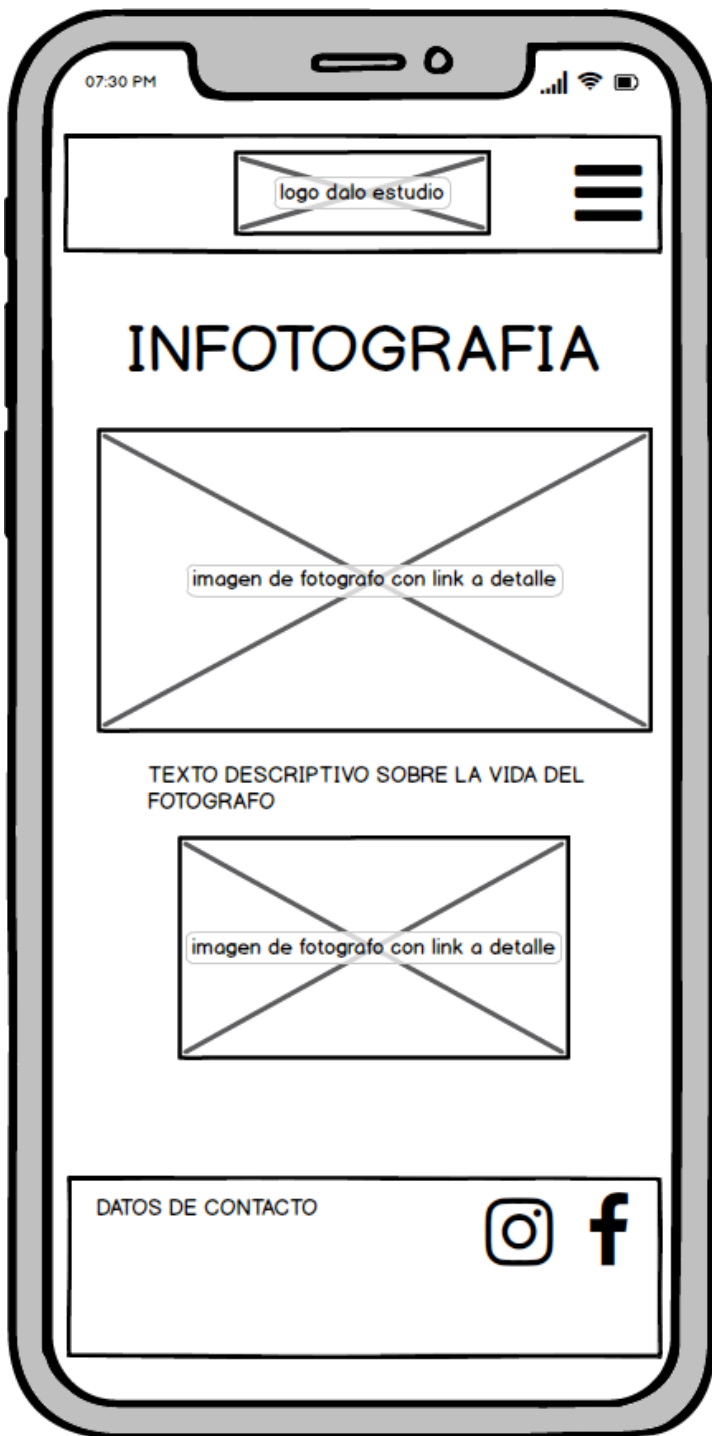 07:30 PM
logo dalo estudio
INFOTOGRAFIA
imagen de fotografo con link a detalle
TEXTO DESCRIPTIVO SOBRE LA VIDA DEL
FOTOGRAFO
imagen de fotografo con link a detalle
DATOS DE CONTACTO